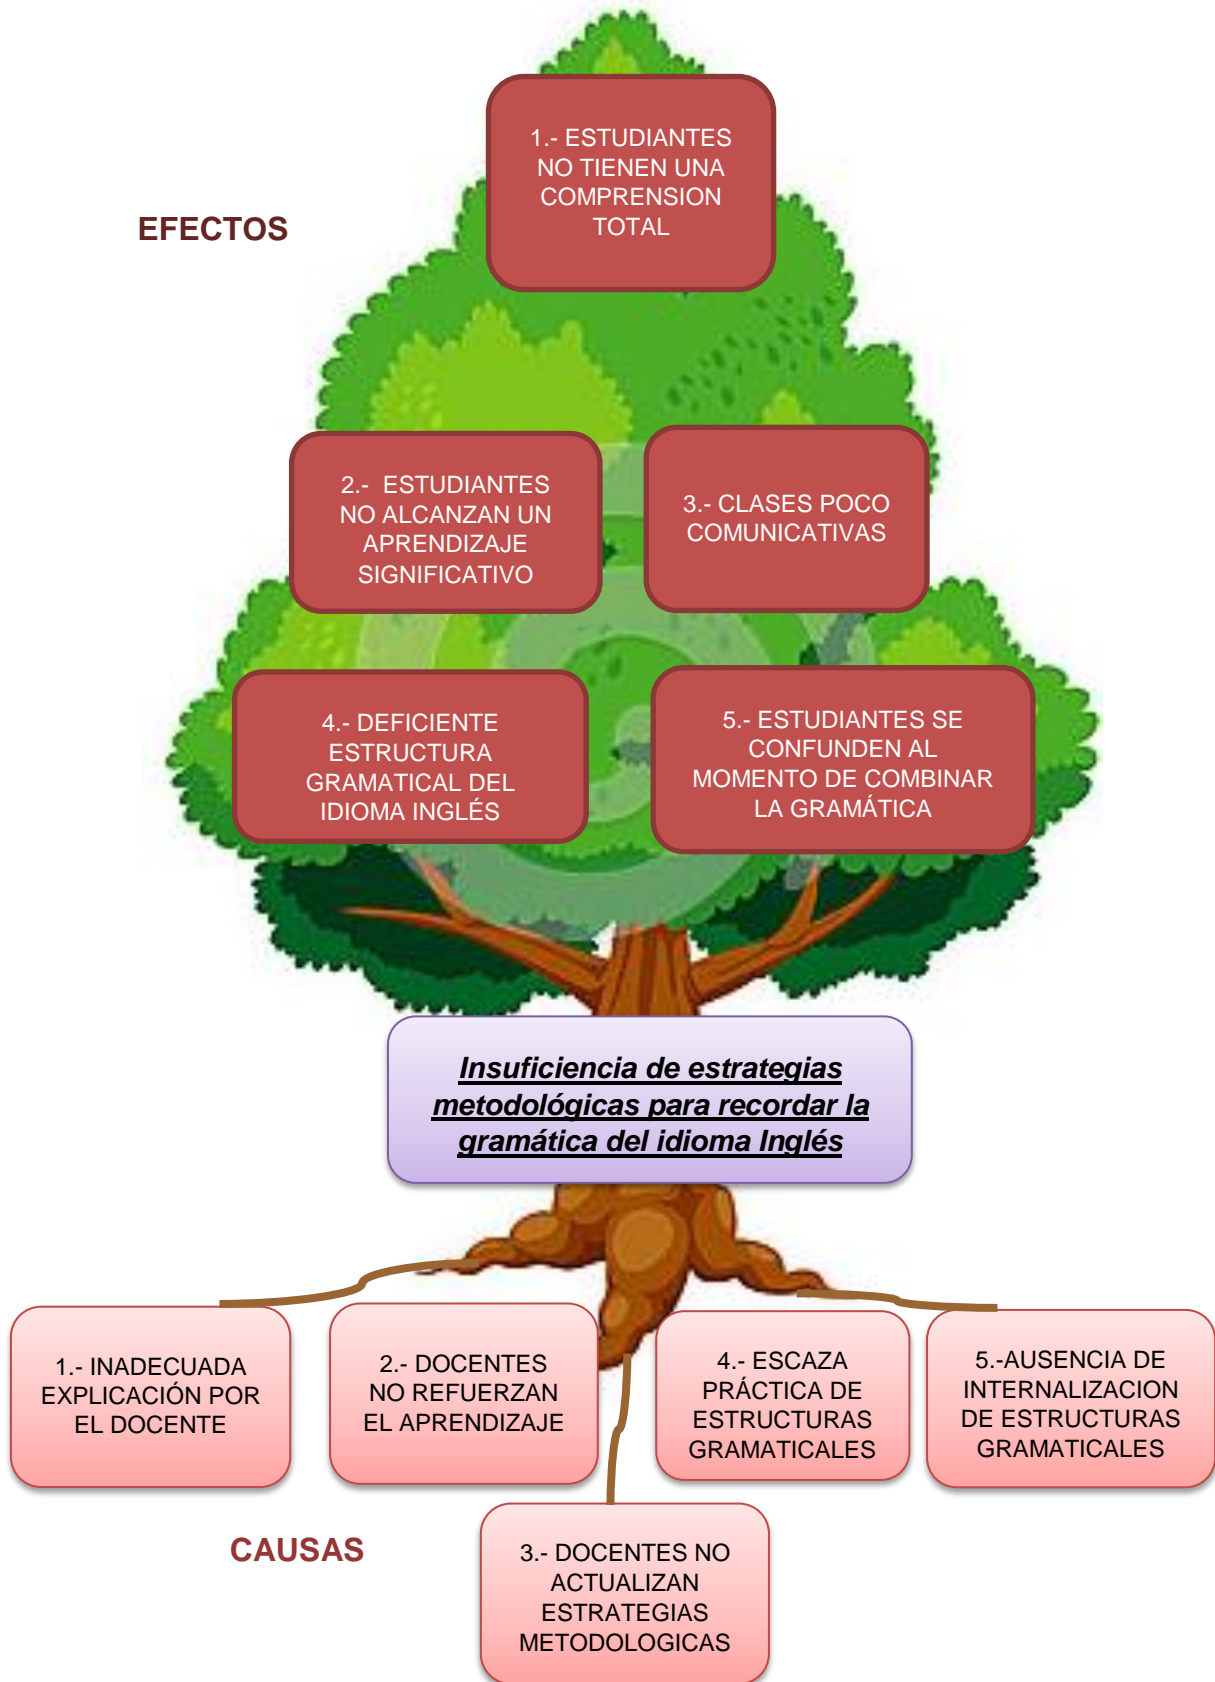 1.- ESTUDIANTES
NO TIENEN UNA
COMPRENSION
TOTAL
EFECTOS
2.- ESTUDIANTES
NO ALCANZAN UN
APRENDIZAJE
SIGNIFICATIVO
3.- CLASES POCO
COMUNICATIVAS
4.- DEFICIENTE
ESTRUCTURA
GRAMATICAL DEL
IDIOMA INGLÉS
5.- ESTUDIANTES SE
CONFUNDEN AL
MOMENTO DE COMBINAR
LA GRAMÁTICA
Insuficiencia de estrategias
metodológicas para recordar la
gramática del idioma Inglés
1.- INADECUADA
EXPLICACIÓN POR
EL DOCENTE
2.- DOCENTES
NO REFUERZAN
EL APRENDIZAJE
4.- ESCAZA
PRÁCTICA DE
ESTRUCTURAS
GRAMATICALES
5.-AUSENCIA DE
INTERNALIZACION
DE ESTRUCTURAS
GRAMATICALES
CAUSAS
3.- DOCENTES NO
ACTUALIZAN
ESTRATEGIAS
METODOLOGICAS